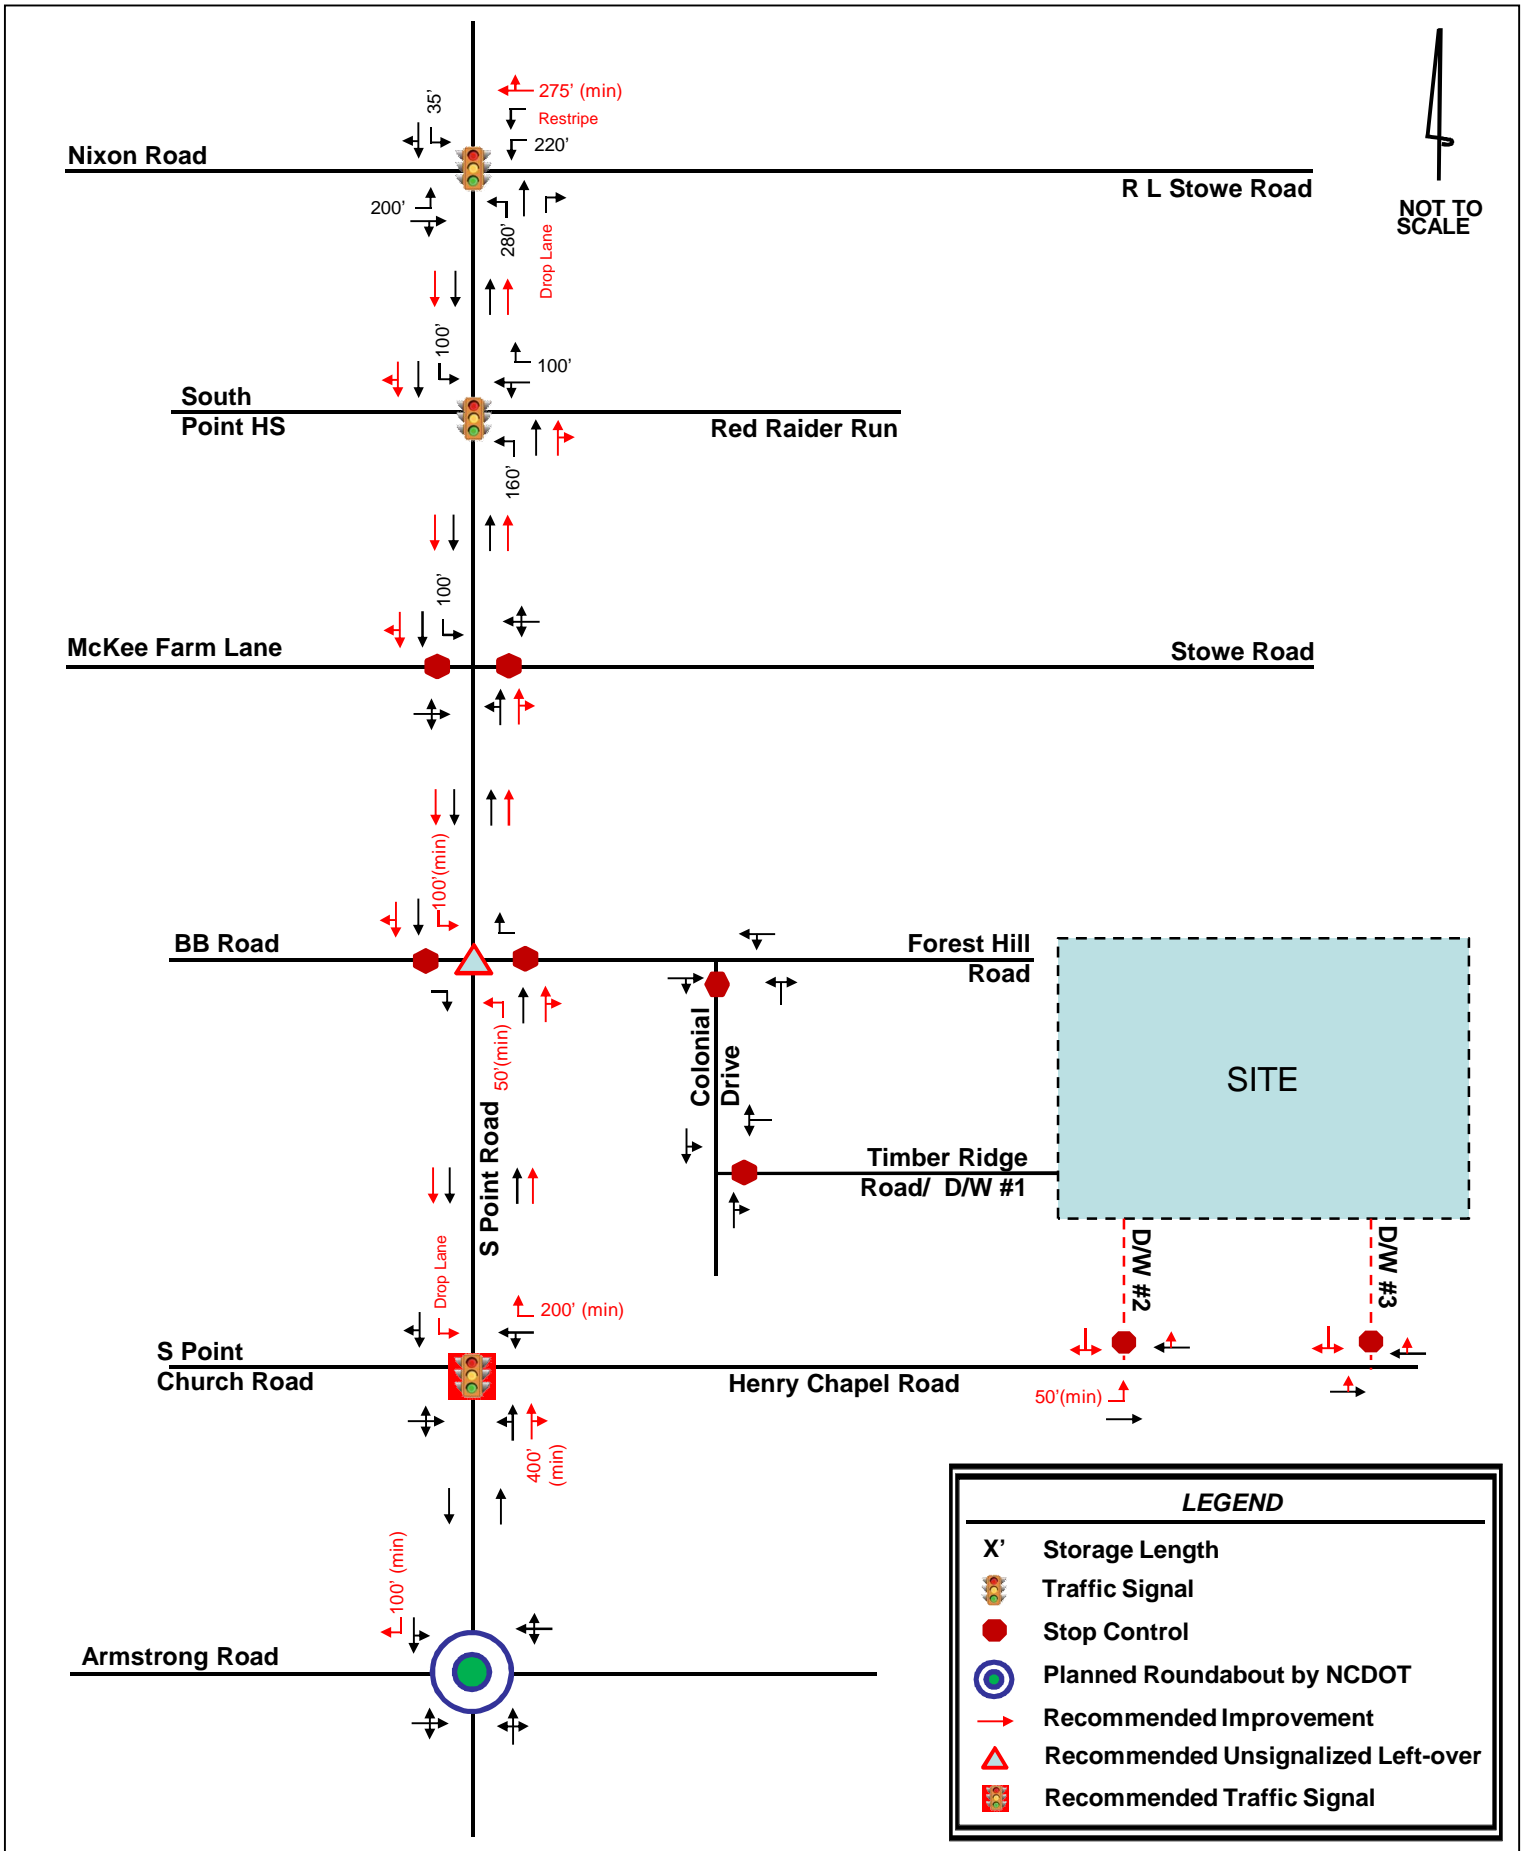 35'
275' (min)
Restripe
220'
Nixon Road
R L Stowe Road
NOT TO
SCALE
200'
280'
Drop Lane
100'
100'
South
Point HS
Red Raider Run
160'
100'
McKee Farm Lane
Stowe Road
100'(min)
BB Road
Forest Hill
Road
50'(min)
Colonial
Drive
SITE
S Point Road
Timber Ridge
Road/ D/W #1
D/W #2
D/W #3
Drop Lane
200' (min)
S Point
Church Road
Henry Chapel Road
50'(min)
400'
(min)
100' (min)
Armstrong Road
LEGEND
X' Storage Length
Traffic Signal
Stop Control
Planned Roundabout by NCDOT
Recommended Improvement
Recommended Unsignalized Left-over
Recommended Traffic Signal